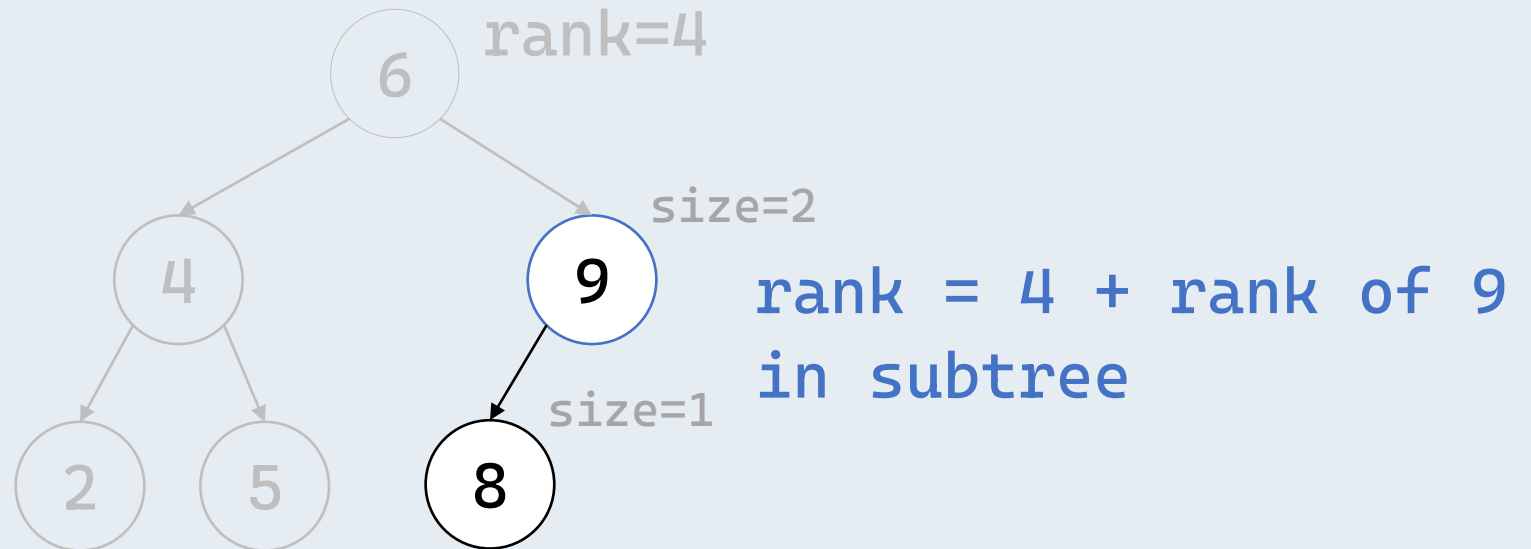 6
rank=4
4
9
size=2
rank = 4 + rank of 9
in subtree
2
5
8
size=1